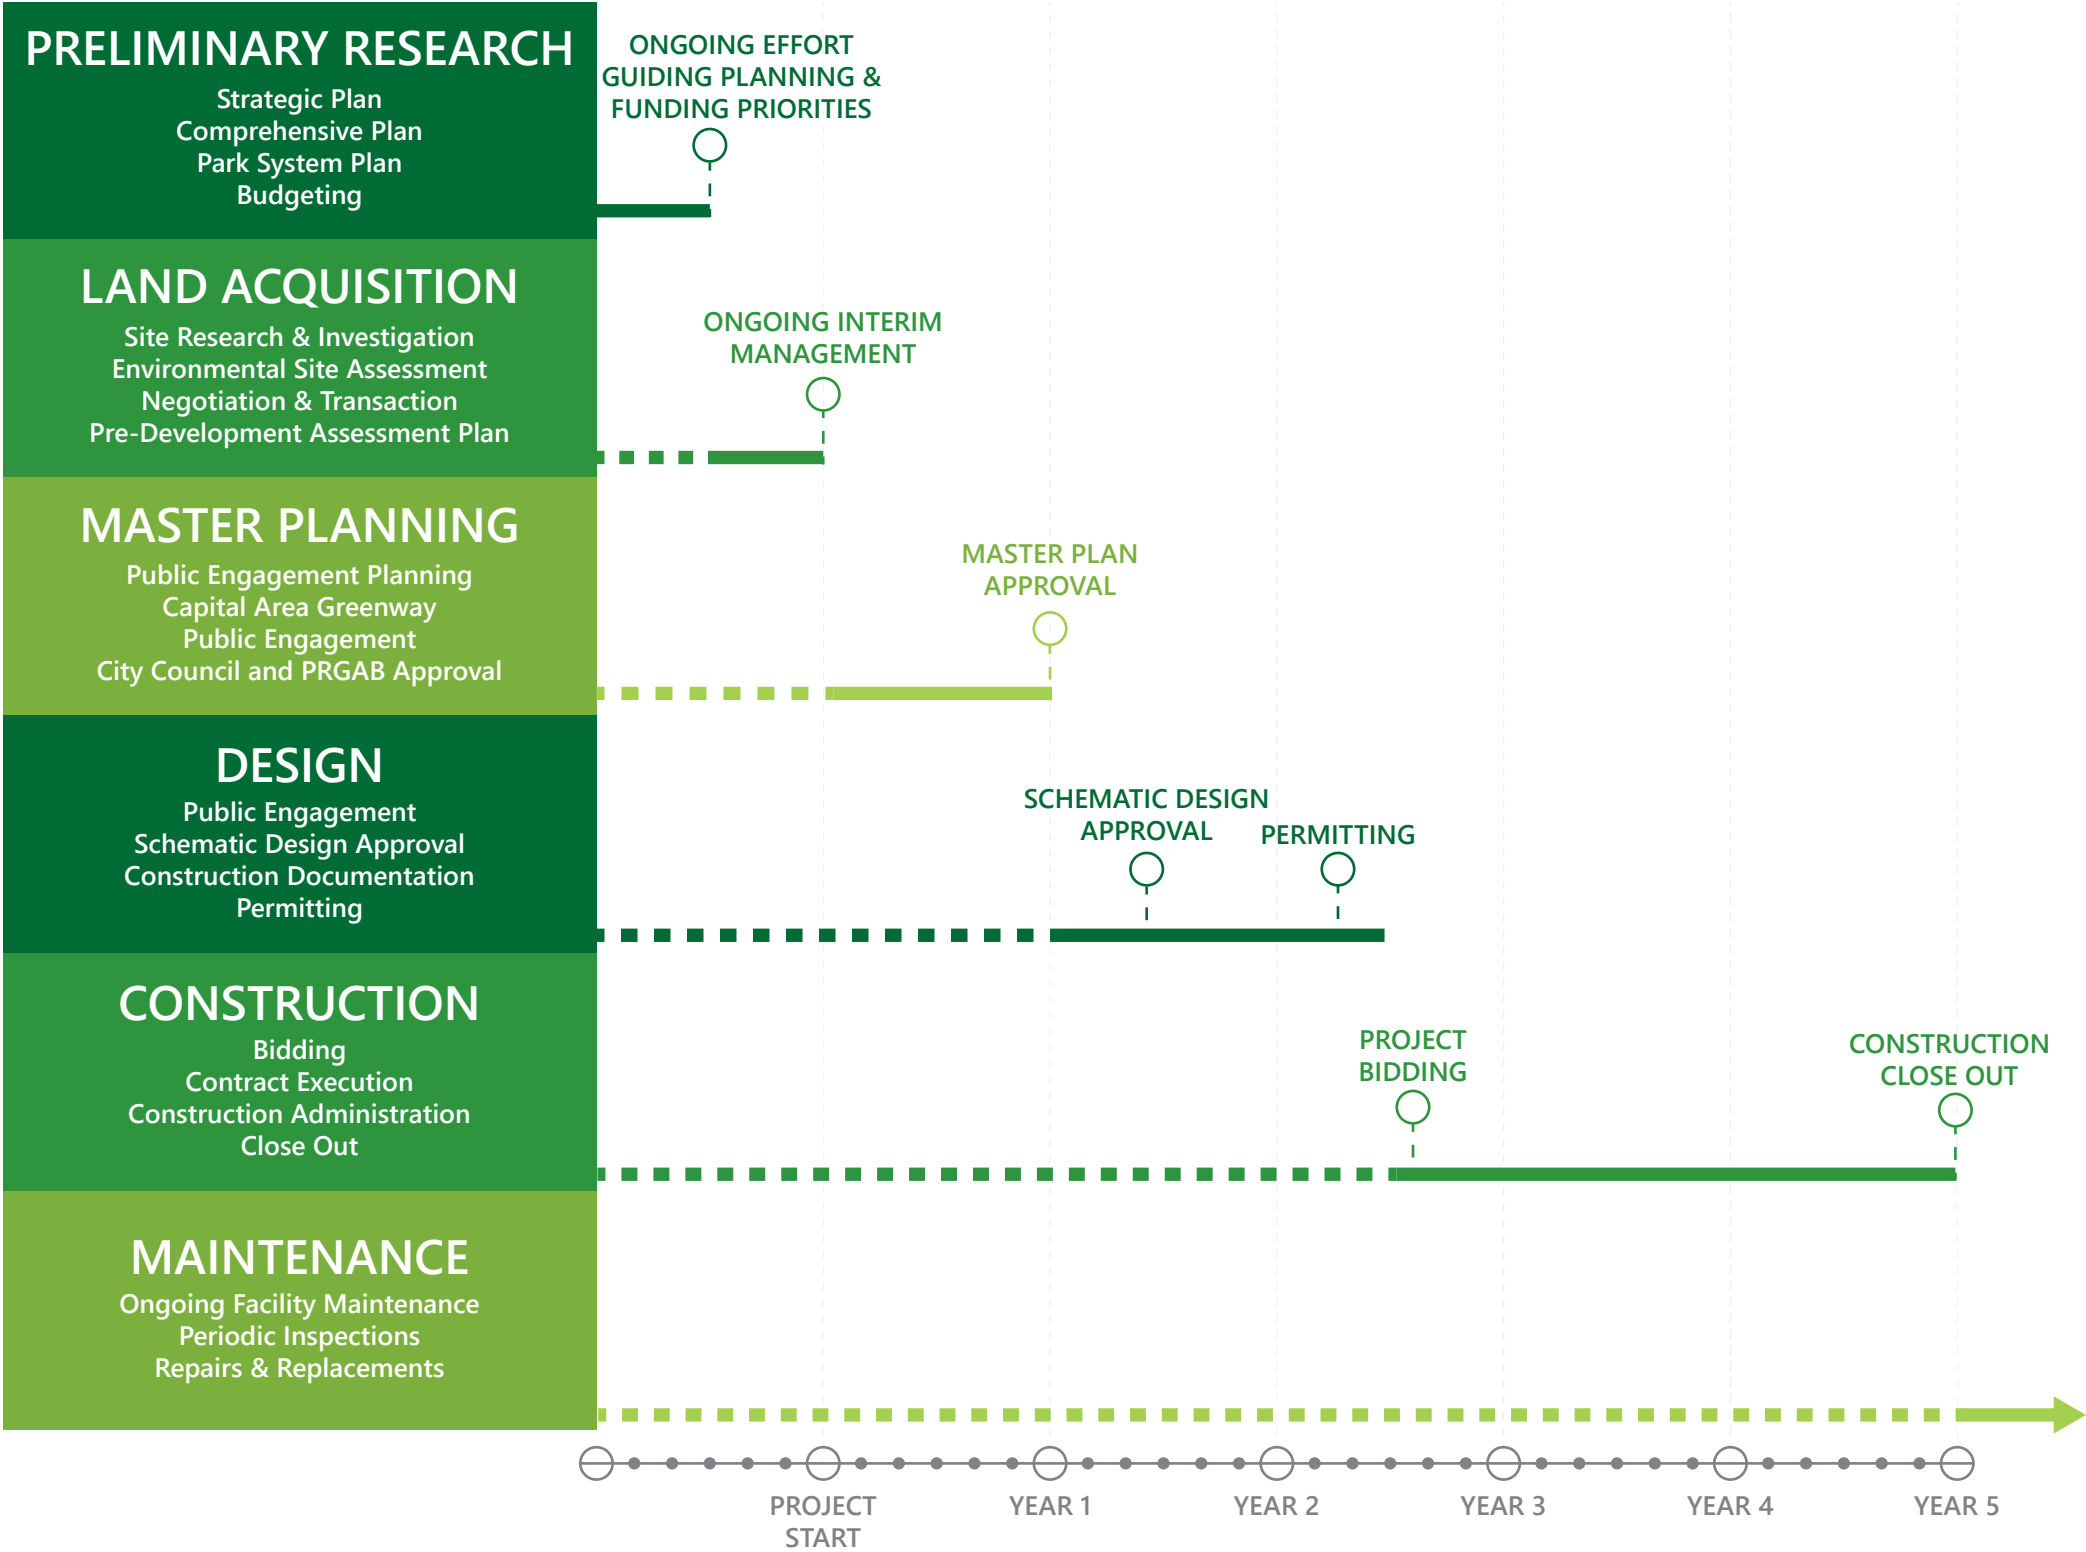 PRELIMINARY RESEARCH
Strategic Plan
Comprehensive Plan
Park System Plan
Budgeting
ONGOING EFFORT
GUIDING PLANNING &
FUNDING PRIORITIES
LAND ACQUISITION
Site Research & Investigation
Environmental Site Assessment
Negotiation & Transaction
Pre-Development Assessment Plan
ONGOING INTERIM
MANAGEMENT
MASTER PLANNING
Public Engagement Planning
Capital Area Greenway
Public Engagement
City Council and PRGAB Approval
MASTER PLAN
APPROVAL
DESIGN
Public Engagement
Schematic Design Approval
Construction Documentation
Permitting
SCHEMATIC DESIGN
APPROVAL
PERMITTING
CONSTRUCTION
Bidding
Contract Execution
Construction Administration
Close Out
PROJECT
BIDDING
CONSTRUCTION
CLOSE OUT
MAINTENANCE
Ongoing Facility Maintenance
Periodic Inspections
Repairs & Replacements
PROJECT
START
YEAR 1
YEAR 2
YEAR 3
YEAR 4
YEAR 5